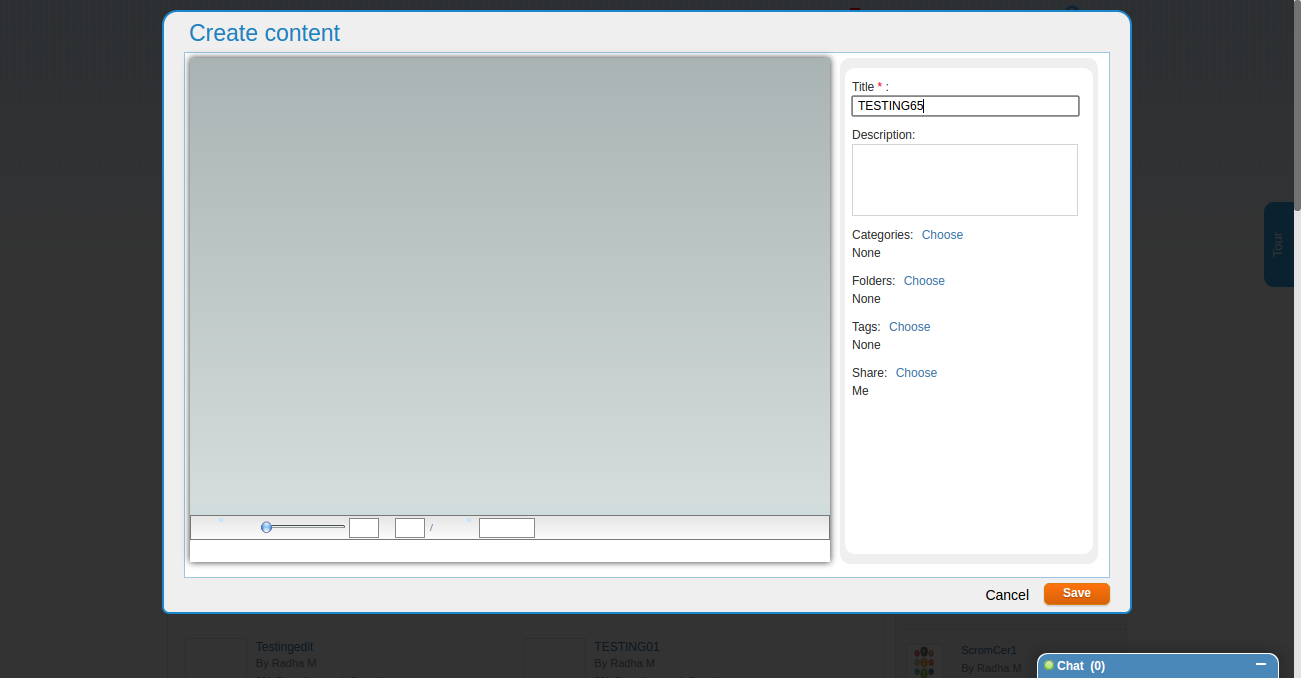 Create content
Title * :
TESTING65
Description:
Categories: Choose
None
Folders: Choose
None
Tags: Choose
None
Share: Choose
Me
/
Cancel
Save
Tour
Testingedit
By Radha M
TESTING01
By Radha M
ScromCer1
By Radha M
Chat (0)